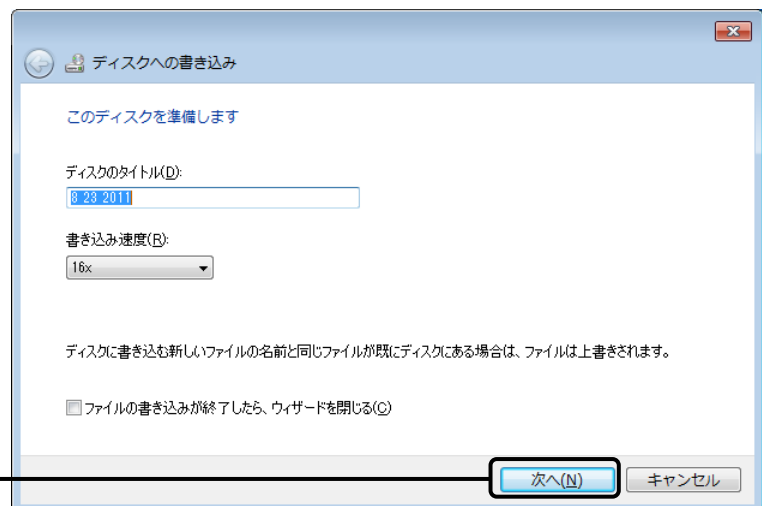 ディスクへの書き込み
このディスクを準備します
ディスクのタイトル(D):
8 23 2011
書き込み速度(R):
16x
ディスクに書き込む新しいファイルの名前と同じファイルが既にディスクにある場合は、ファイルは上書きされます。
ファイルの書き込みが終了したら、ウィザードを閉じる(C)
次へ(N) キャンセル